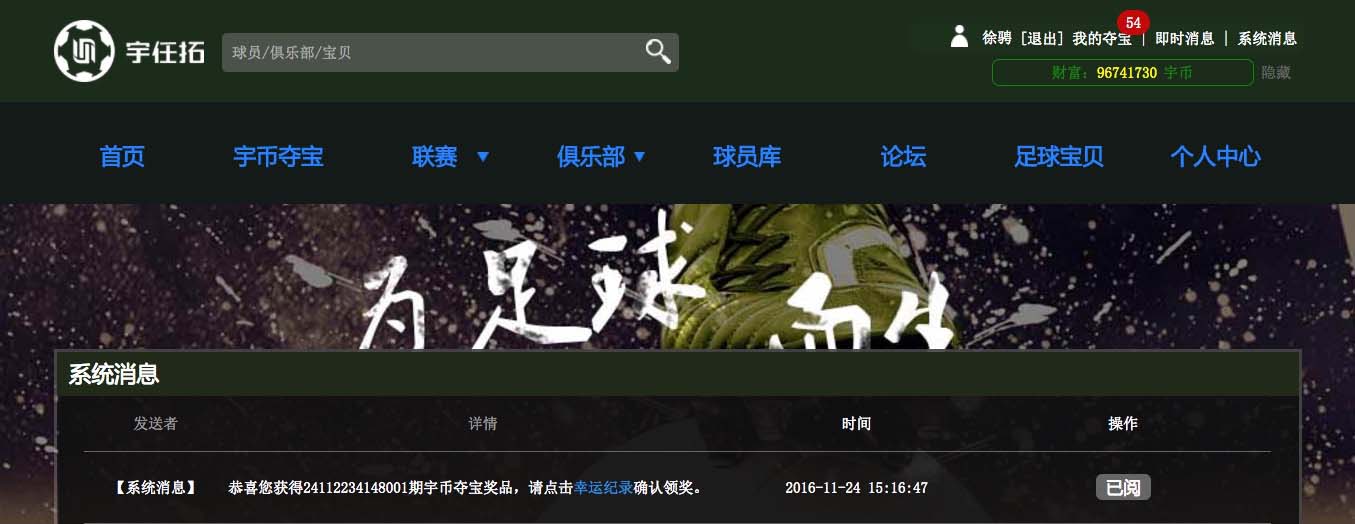 宇任拓
球员/俱乐部/宝贝
54
徐骋 [退出] 我的夺宝 | 即时消息 | 系统消息
财富：96741730 宇币 隐藏
首页 宇币夺宝 联赛 ▼ 俱乐部 ▼ 球员库 论坛 足球宝贝 个人中心
为足球而生
系统消息
发送者 详情 时间 操作
【系统消息】 恭喜您获得24112234148001期宇币夺宝奖品，请点击幸运纪录确认领奖。 2016-11-24 15:16:47 已阅